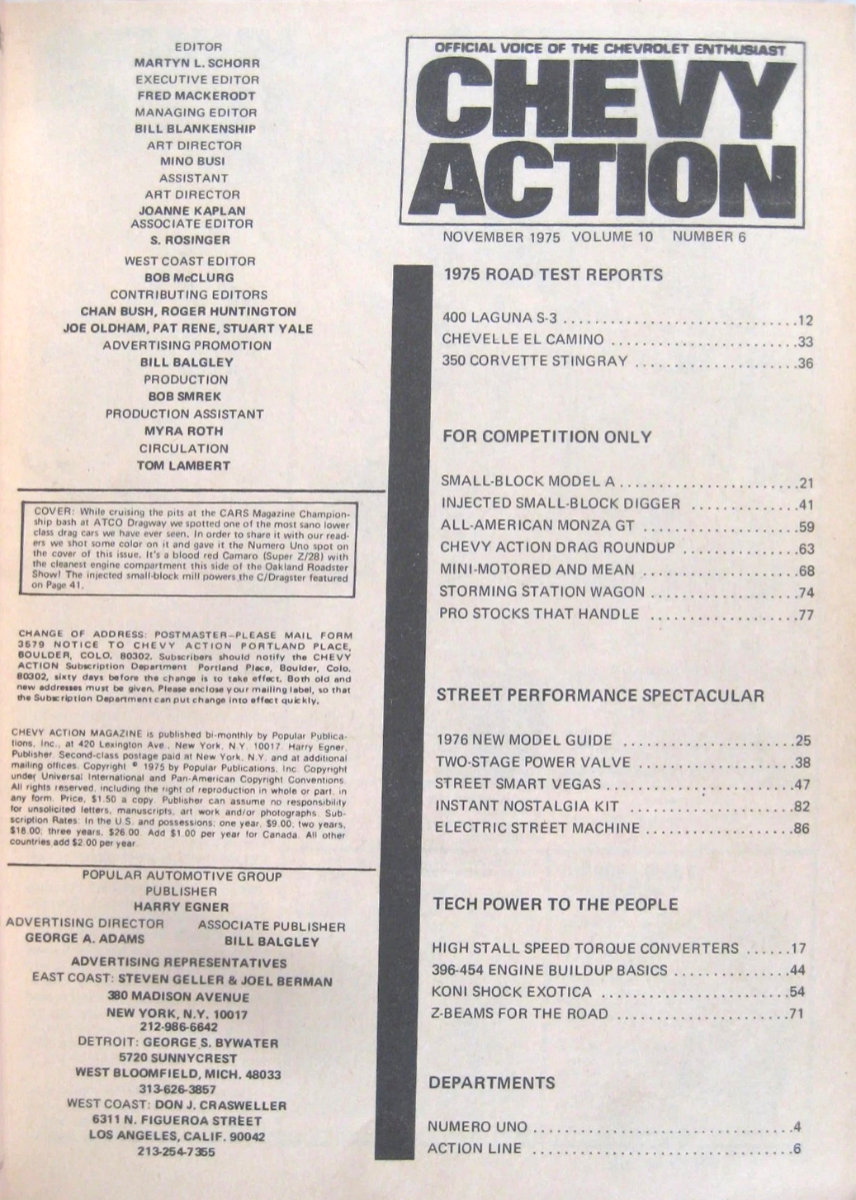 EDITOR
MARTYN L. SCHORR
EXECUTIVE EDITOR
FRED MACKERODT
MANAGING EDITOR
BILL BLANKENSHIP
ART DIRECTOR
MINO BUSI
ASSISTANT
ART DIRECTOR
JOANNE KAPLAN
ASSOCIATE EDITOR
S. ROSINGER
WEST COAST EDITOR
BOB McCLURG
CONTRIBUTING EDITORS
CHAN BUSH, ROGER HUNTINGTON
JOE OLDHAM, PAT RENE, STUART YALE
ADVERTISING PROMOTION
BILL BALGLEY
PRODUCTION
BOB SMREK
PRODUCTION ASSISTANT
MYRA ROTH
CIRCULATION
TOM LAMBERT
COVER: While cruising the pits at the CARS Magazine Champion-
ship bash at ATCO Dragway we spotted one of the most sano lower
class drag cars we have ever seen. In order to share it with our read-
ers we shot some color on it and gave it the Numero Uno spot on
the cover of this issue. It's a blood red Camaro (Super Z/28) with
the cleanest engine compartment this side of the Oakland Roadster
Show! The injected small-block mill powers the C/Dragster featured
on Page 41.
CHANGE OF ADDRESS: POSTMASTER—PLEASE MAIL FORM
3579 NOTICE TO CHEVY ACTION PORTLAND PLACE,
BOULDER, COLO. 80302. Subscribers should notify the CHEVY
ACTION Subscription Department Portland Place, Boulder, Colo.
80302, sixty days before the change is to take effect. Both old and
new addresses must be given. Please enclose your mailing label, so that
the Subscription Department can put change into effect quickly.
CHEVY ACTION MAGAZINE is published bi-monthly by Popular Publica-
tions, Inc., at 420 Lexington Ave., New York, N.Y. 10017. Harry Egner,
Publisher. Second-class postage paid at New York, N.Y. and at additional
mailing offices. Copyright © 1975 by Popular Publications, Inc. Copyright
under Universal International and Pan-American Copyright Conventions.
All rights reserved, including the right of reproduction in whole or part, in
any form. Price, $1.50 a copy. Publisher can assume no responsibility
for unsolicited letters, manuscripts, art work and/or photographs. Sub-
scription Rates: In the U.S. and possessions; one year, $9.00, two years,
$18.00; three years, $26.00. Add $1.00 per year for Canada. All other
countries add $2.00 per year.
POPULAR AUTOMOTIVE GROUP
PUBLISHER
HARRY EGNER
ADVERTISING DIRECTOR ASSOCIATE PUBLISHER
GEORGE A. ADAMS BILL BALGLEY
ADVERTISING REPRESENTATIVES
EAST COAST: STEVEN GELLER & JOEL BERMAN
380 MADISON AVENUE
NEW YORK, N.Y. 10017
212-986-6642
DETROIT: GEORGE S. BYWATER
5720 SUNNYCREST
WEST BLOOMFIELD, MICH. 48033
313-626-3857
WEST COAST: DON J. CRASWELLER
6311 N. FIGUEROA STREET
LOS ANGELES, CALIF. 90042
213-254-7355
OFFICIAL VOICE OF THE CHEVROLET ENTHUSIAST
CHEVY
ACTION
NOVEMBER 1975 VOLUME 10 NUMBER 6
1975 ROAD TEST REPORTS
400 LAGUNA S-3 ............................12
CHEVELLE EL CAMINO ......................33
350 CORVETTE STINGRAY ...................36
FOR COMPETITION ONLY
SMALL-BLOCK MODEL A .....................21
INJECTED SMALL-BLOCK DIGGER .............41
ALL-AMERICAN MONZA GT ...................59
CHEVY ACTION DRAG ROUNDUP ..............63
MINI-MOTORED AND MEAN ...................68
STORMING STATION WAGON ..................74
PRO STOCKS THAT HANDLE ...................77
STREET PERFORMANCE SPECTACULAR
1976 NEW MODEL GUIDE .....................25
TWO-STAGE POWER VALVE ....................38
STREET SMART VEGAS .......................47
INSTANT NOSTALGIA KIT ....................82
ELECTRIC STREET MACHINE ..................86
TECH POWER TO THE PEOPLE
HIGH STALL SPEED TORQUE CONVERTERS ......17
396-454 ENGINE BUILDUP BASICS ..............44
KONI SHOCK EXOTICA ......................54
Z-BEAMS FOR THE ROAD .....................71
DEPARTMENTS
NUMERO UNO ................................4
ACTION LINE ................................6